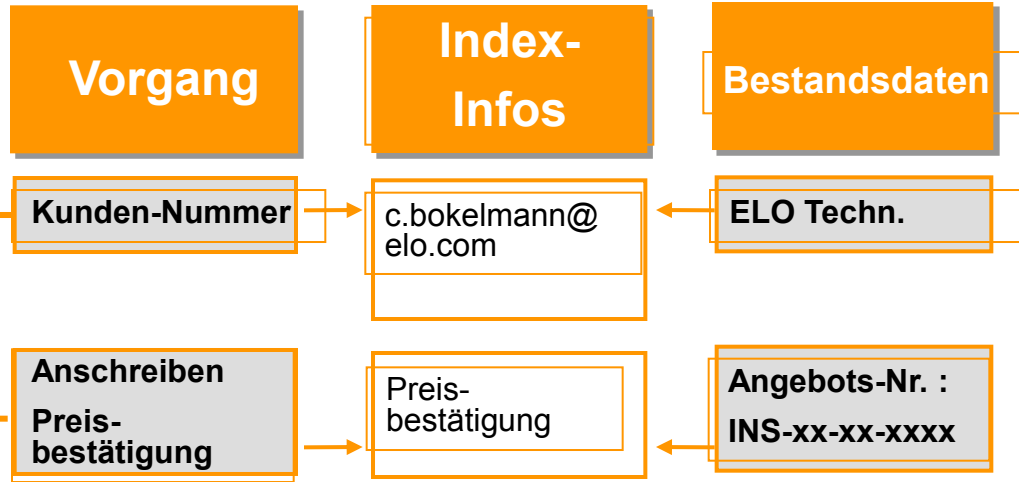 Vorgang
Index-
Infos
Bestandsdaten
Kunden-Nummer
c.bokelmann@
elo.com
ELO Techn.
Anschreiben
Preis-
bestätigung
Preis-
bestätigung
Angebots-Nr. :
INS-xx-xx-xxxx